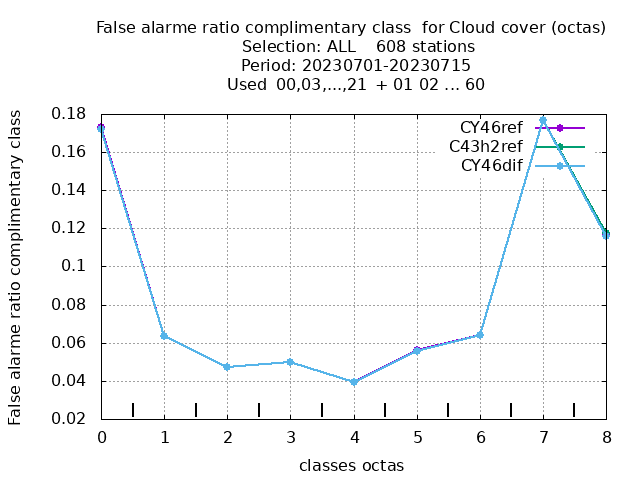 False alarme ratio complimentary class  for Cloud cover (octas)
Selection: ALL    608 stations
Period: 20230701-20230715
Used  00,03,...,21  + 01 02 ... 60
False alarme ratio complimentary class
0.18
0.16
0.14
0.12
0.1
0.08
0.06
0.04
0.02
CY46ref
C43h2ref
CY46dif
0 1 2 3 4 5 6 7 8
classes octas